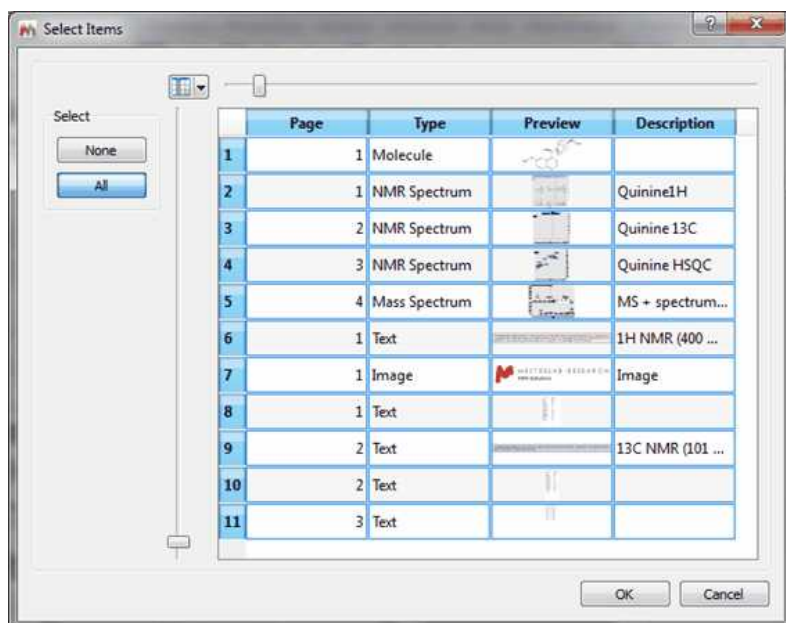 Select Items
Select
None
All
Page Type Preview Description
1 1 Molecule
2 1 NMR Spectrum Quinine1H
3 2 NMR Spectrum Quinine 13C
4 3 NMR Spectrum Quinine HSQC
5 4 Mass Spectrum MS + spectrum...
6 1 Text 1H NMR (400 ...
7 1 Image MESTRELAB RESEARCH Image
8 1 Text
9 2 Text 13C NMR (101 ...
10 2 Text
11 3 Text
OK Cancel